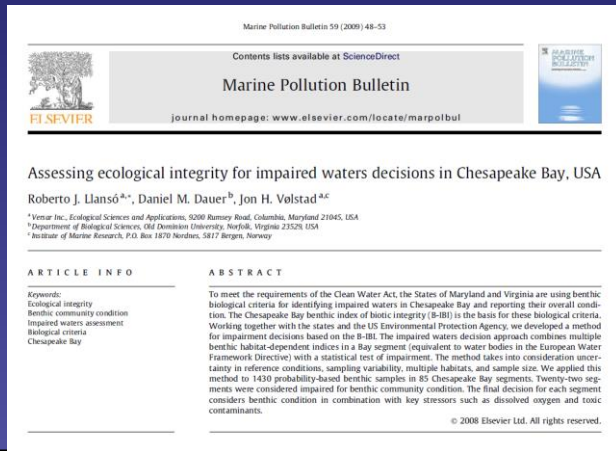 Marine Pollution Bulletin 59 (2009) 48–53
Contents lists available at ScienceDirect
Marine Pollution Bulletin
journal homepage: www.elsevier.com/locate/marpolbul
ELSEVIER
MARINE
POLLUTION
BULLETIN
Assessing ecological integrity for impaired waters decisions in Chesapeake Bay, USA
Roberto J. Llansó a,*, Daniel M. Dauer b, Jon H. Vølstad a,c
a Versar Inc., Ecological Sciences and Applications, 9200 Rumsey Road, Columbia, Maryland 21045, USA
b Department of Biological Sciences, Old Dominion University, Norfolk, Virginia 23529, USA
c Institute of Marine Research, P.O. Box 1870 Nordnes, 5817 Bergen, Norway
ARTICLE INFO
Keywords:
Ecological integrity
Benthic community condition
Impaired waters assessment
Biological criteria
Chesapeake Bay
ABSTRACT
To meet the requirements of the Clean Water Act, the States of Maryland and Virginia are using benthic
biological criteria for identifying impaired waters in Chesapeake Bay and reporting their overall condi-
tion. The Chesapeake Bay benthic index of biotic integrity (B-IBI) is the basis for these biological criteria.
Working together with the states and the US Environmental Protection Agency, we developed a method
for impairment decisions based on the B-IBI. The impaired waters decision approach combines multiple
benthic habitat-dependent indices in a Bay segment (equivalent to water bodies in the European Water
Framework Directive) with a statistical test of impairment. The method takes into consideration uncer-
tainty in reference conditions, sampling variability, multiple habitats, and sample size. We applied this
method to 1430 probability-based benthic samples in 85 Chesapeake Bay segments. Twenty-two seg-
ments were considered impaired for benthic community condition. The final decision for each segment
considers benthic condition in combination with key stressors such as dissolved oxygen and toxic
contaminants.
© 2008 Elsevier Ltd. All rights reserved.